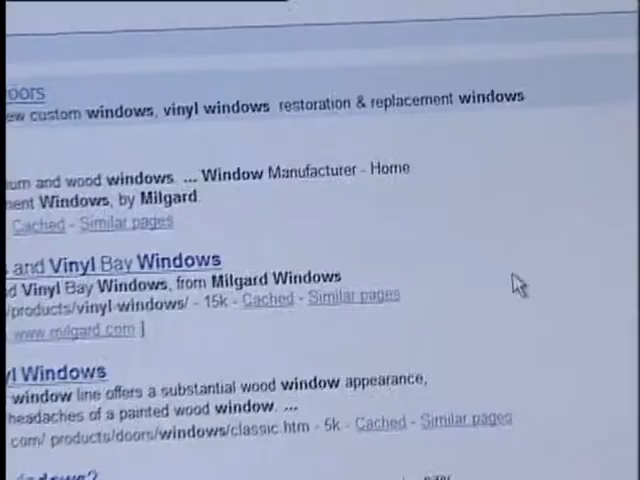 oors
ew custom windows, vinyl windows restoration & replacement windows
um and wood windows. ... Window Manufacturer - Home
ent Windows, by Milgard
Cached - Similar pages
and Vinyl Bay Windows
d Vinyl Bay Windows, from Milgard Windows
/products/vinyl-windows/ - 15k - Cached - Similar pages
www.milgard.com ]
yl Windows
window line offers a substantial wood window appearance,
headaches of a painted wood window. ...
com/ products/doors/windows/classic.htm - 5k - Cached - Similar pages